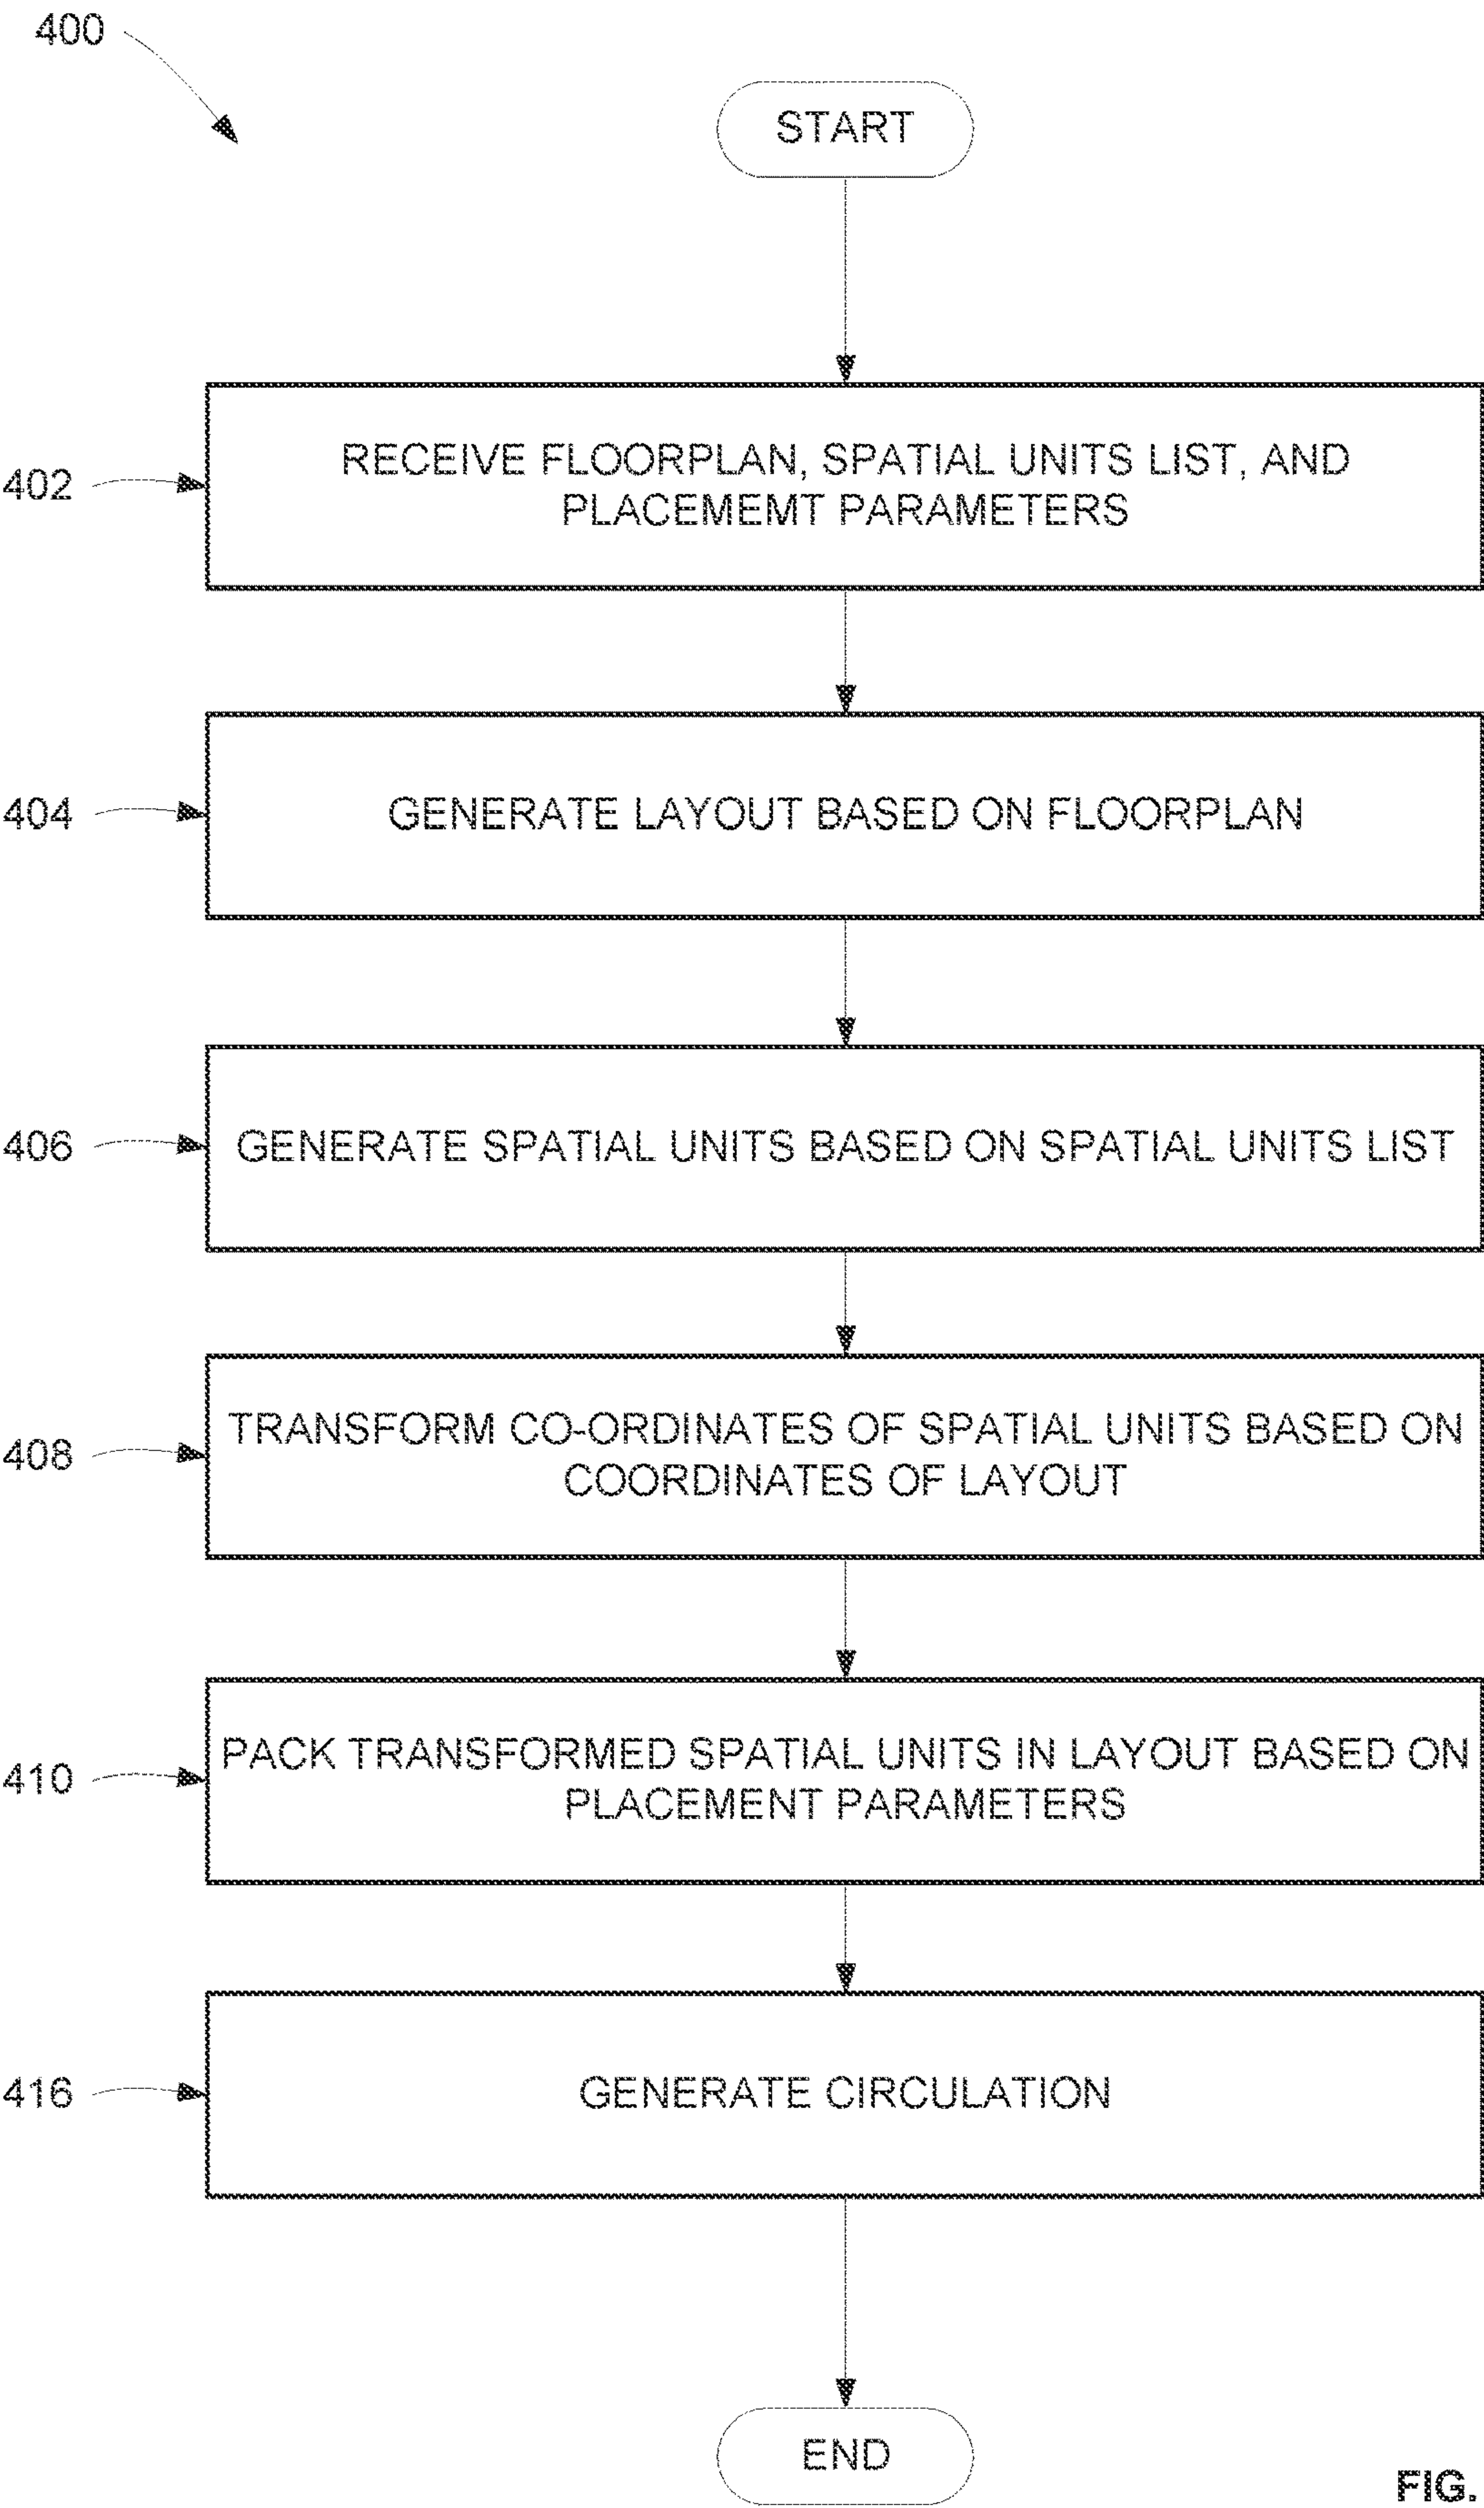 400
START
402
RECEIVE FLOORPLAN, SPATIAL UNITS LIST, AND
PLACEMEMT PARAMETERS
404
GENERATE LAYOUT BASED ON FLOORPLAN
406
GENERATE SPATIAL UNITS BASED ON SPATIAL UNITS LIST
408
TRANSFORM CO-ORDINATES OF SPATIAL UNITS BASED ON
COORDINATES OF LAYOUT
410
PACK TRANSFORMED SPATIAL UNITS IN LAYOUT BASED ON
PLACEMENT PARAMETERS
416
GENERATE CIRCULATION
END
FIG.